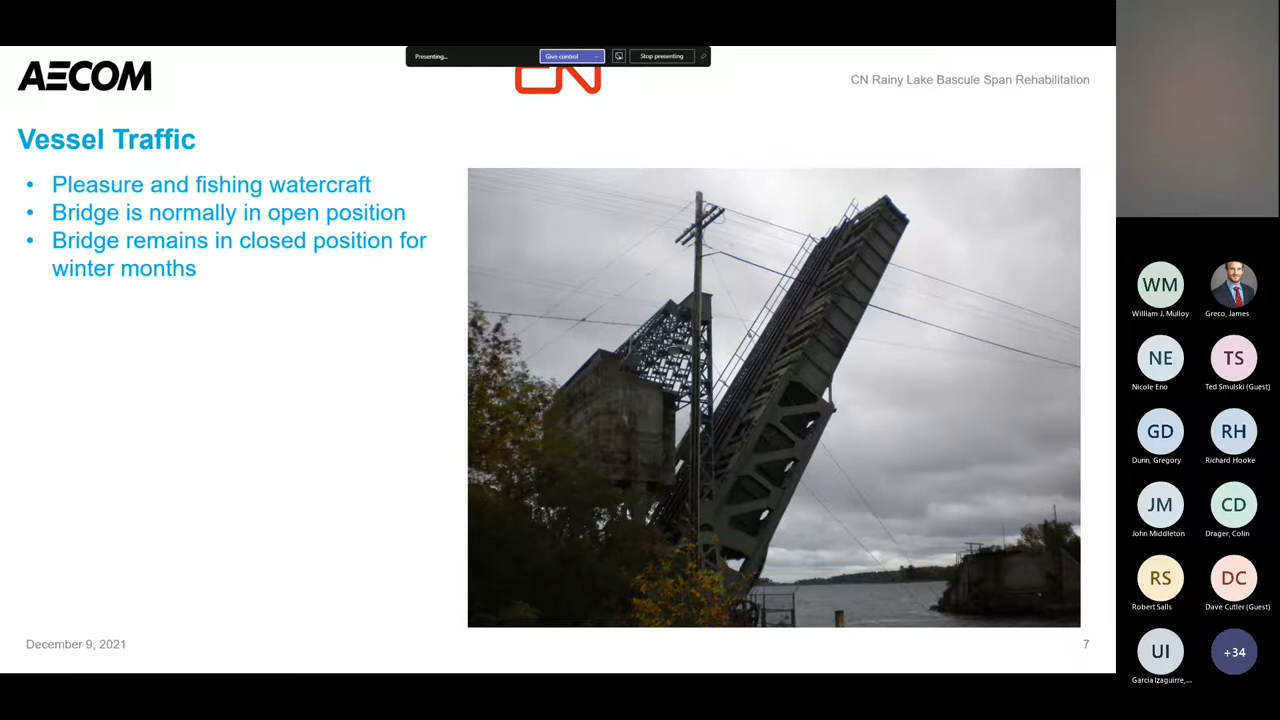 Presenting...
Give control
Stop presenting
AECOM
CN
CN Rainy Lake Bascule Span Rehabilitation
Vessel Traffic
• Pleasure and fishing watercraft
• Bridge is normally in open position
• Bridge remains in closed position for
winter months
December 9, 2021
7
WM
William J. Mulloy
Greco, James
NE
TS
Nicole Eno
Ted Smulski (Guest)
GD
RH
Dunn, Gregory
Richard Hooke
JM
CD
John Middleton
Drager, Colin
RS
DC
Robert Salls
Dave Cutler (Guest)
UI
+34
Garcia Izaguirre,...